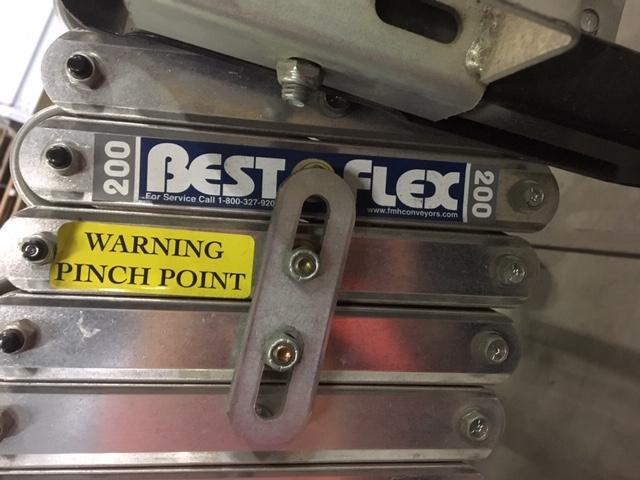 200 BEST FLEX 200
For Service Call 1-800-327-920
www.fmhconveyors.com
WARNING
PINCH POINT